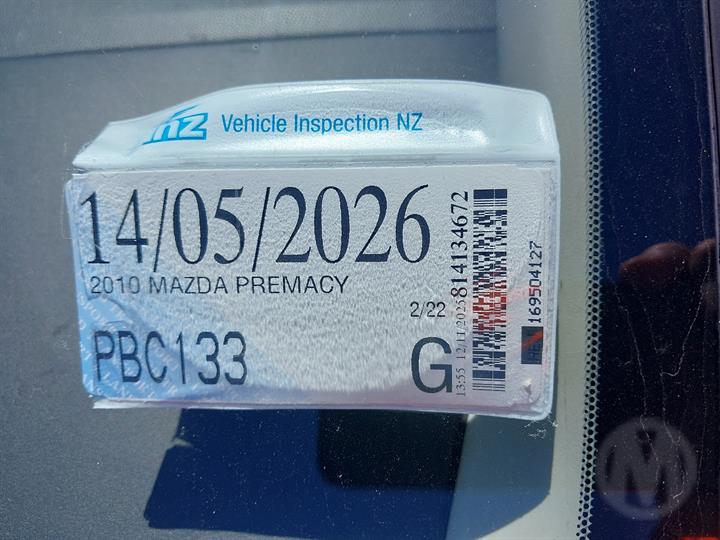 nz Vehicle Inspection NZ
14/05/2026
2010 MAZDA PREMACY
2/22
PBC133
G
13:55 12/11/2025
814134672
169504127
M